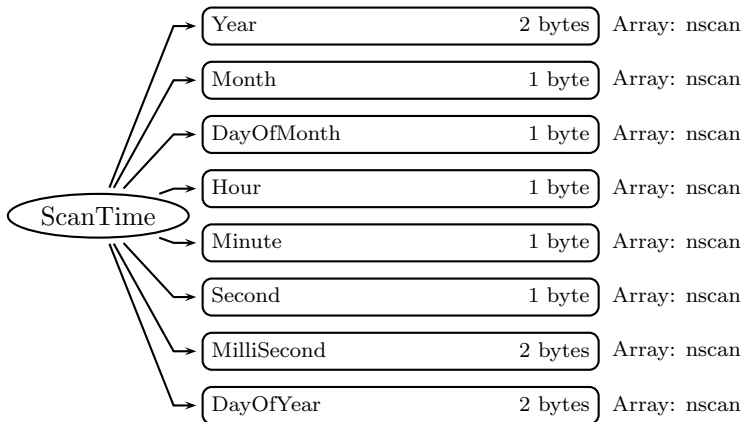 Year 2 bytes Array: nscan
Month 1 byte Array: nscan
DayOfMonth 1 byte Array: nscan
Hour 1 byte Array: nscan
ScanTime
Minute 1 byte Array: nscan
Second 1 byte Array: nscan
MilliSecond 2 bytes Array: nscan
DayOfYear 2 bytes Array: nscan